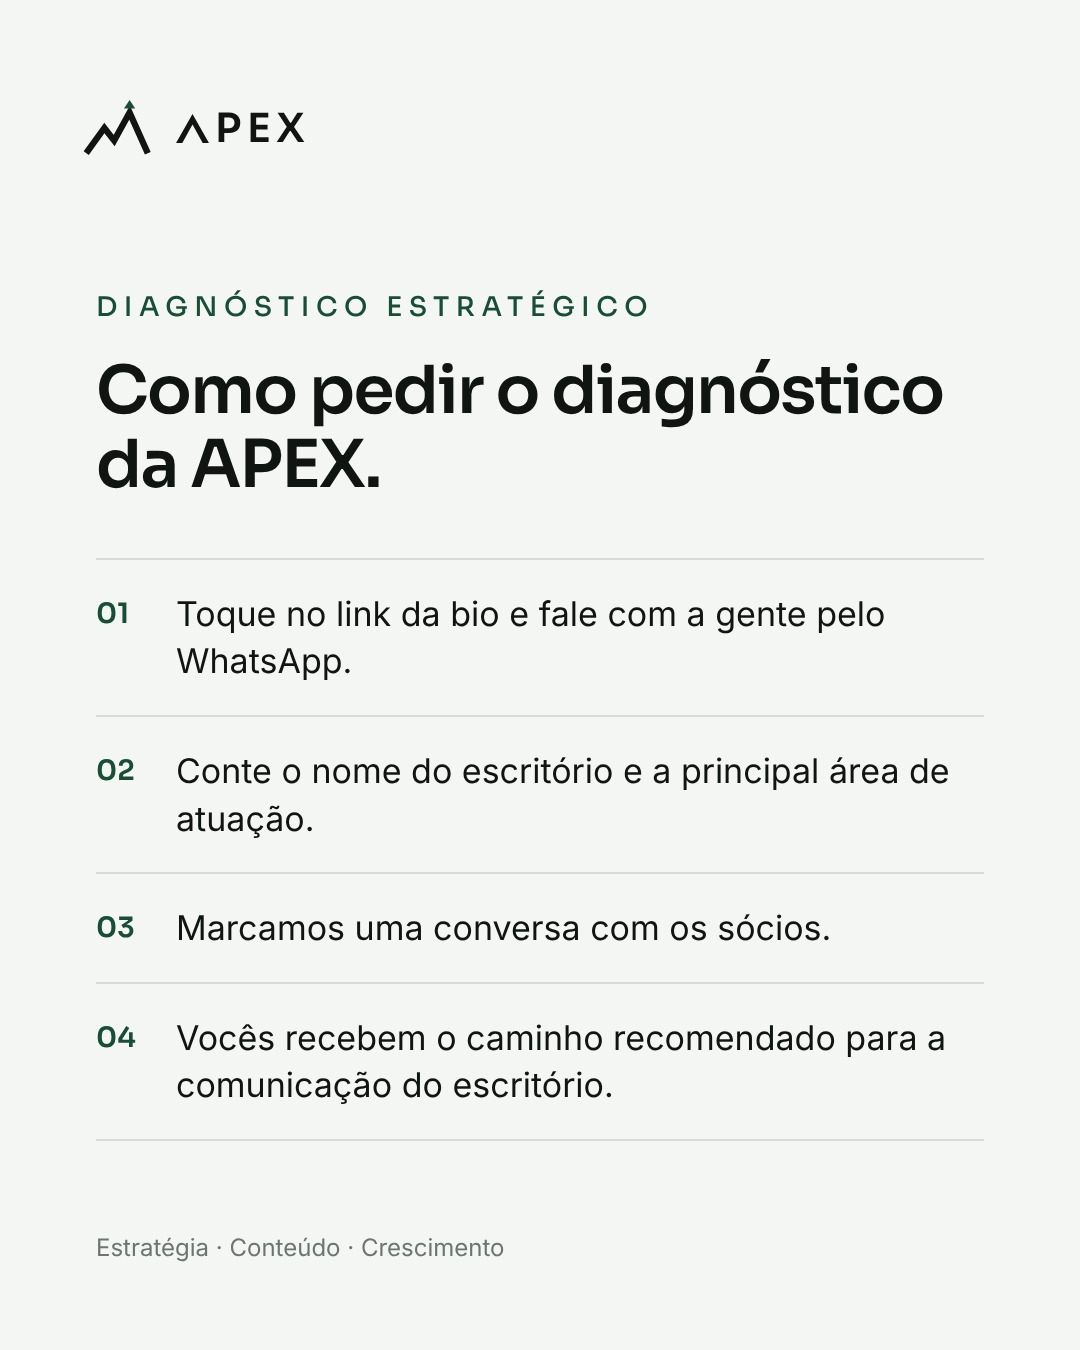 APEX
DIAGNÓSTICO ESTRATÉGICO
Como pedir o diagnóstico
da APEX.
01 Toque no link da bio e fale com a gente pelo
WhatsApp.
02 Conte o nome do escritório e a principal área de
atuação.
03 Marcamos uma conversa com os sócios.
04 Vocês recebem o caminho recomendado para a
comunicação do escritório.
Estratégia · Conteúdo · Crescimento